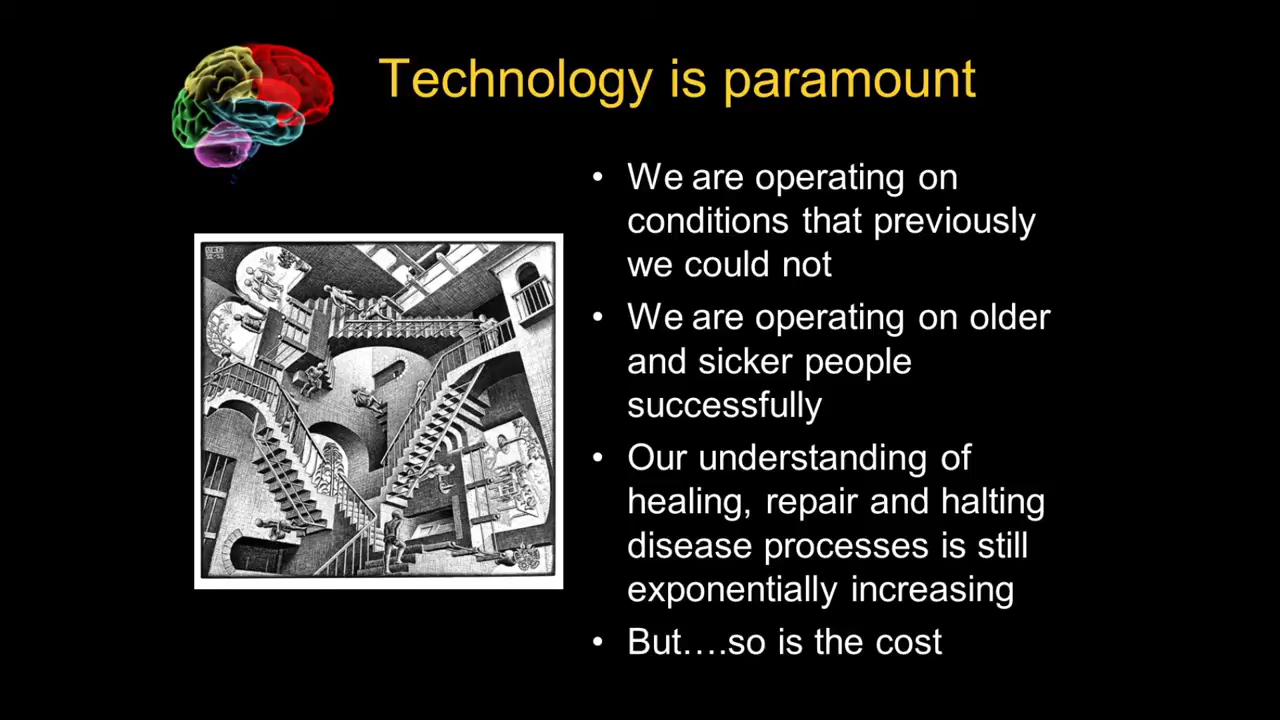 Technology is paramount
• We are operating on
conditions that previously
we could not
• We are operating on older
and sicker people
successfully
• Our understanding of
healing, repair and halting
disease processes is still
exponentially increasing
• But….so is the cost